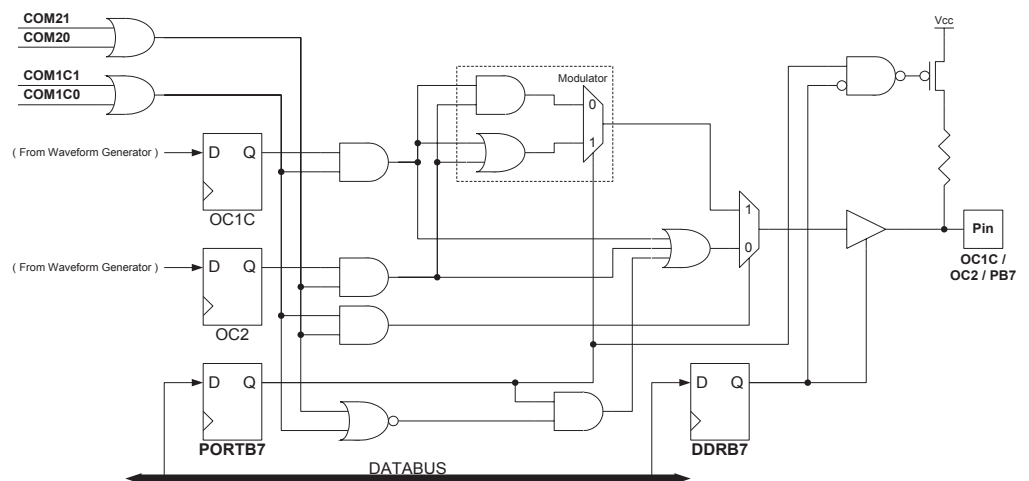 COM21
COM20
COM1C1
COM1C0
Vcc
Modulator
0
1
( From Waveform Generator )
D Q
OC1C
1
0
Pin
OC1C /
OC2 / PB7
( From Waveform Generator )
D Q
OC2
D Q
PORTB7
D Q
DDRB7
DATABUS